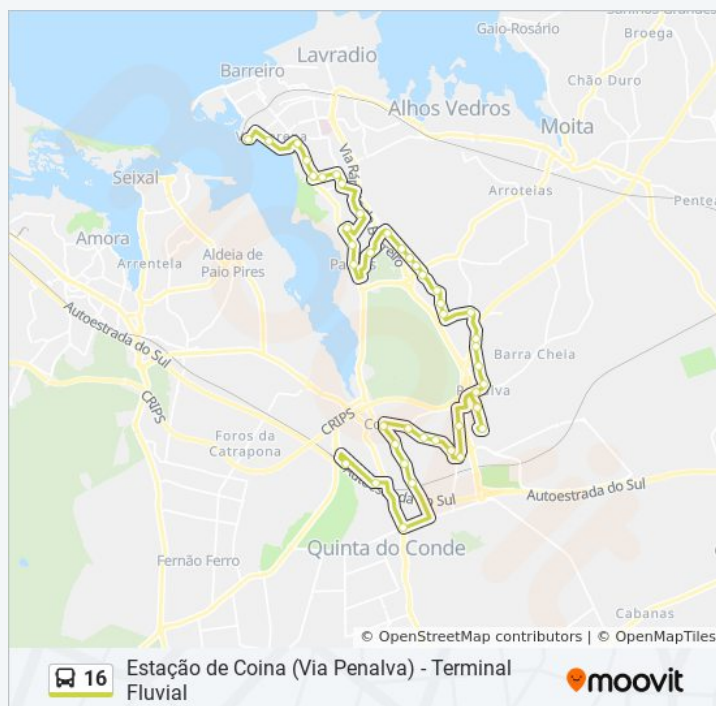 Gaio-Rosário
Broega
Lavradio
Barreiro
Chão Duro
Alhos Vedros
Moita
Seixal
Arroteias
Amora
Aldeia de
Paio Pires
Arrentela
Autoestrada do Sul
Barra Cheia
CRIPS
CRIPS
Foros da
Catrapona
Autoestrada do Sul
Quinta do Conde
Fernão Ferro
Cabanas
© OpenStreetMap contributors | © OpenMapTiles
16
Estação de Coina (Via Penalva) - Terminal
Fluvial
moovit